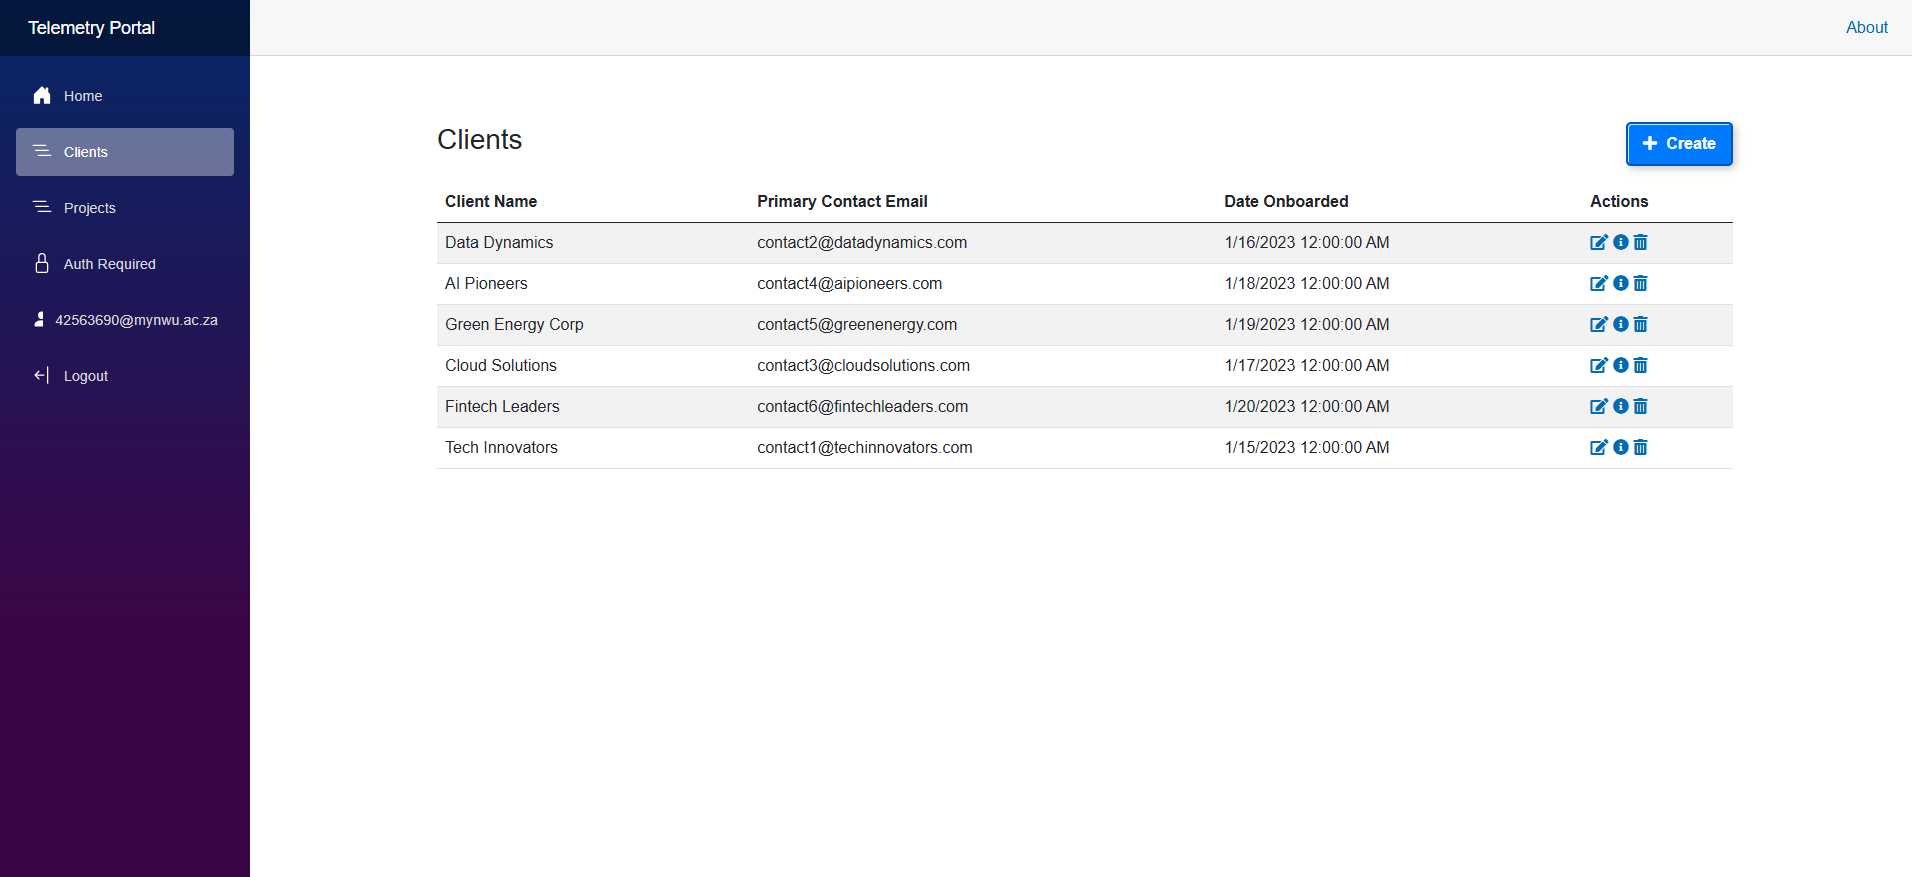 Telemetry Portal
About
Home
Clients
Projects
Auth Required
42563690@mynwu.ac.za
Logout
Clients
Create
Client Name Primary Contact Email Date Onboarded Actions
Data Dynamics contact2@datadynamics.com 1/16/2023 12:00:00 AM
AI Pioneers contact4@aipioneers.com 1/18/2023 12:00:00 AM
Green Energy Corp contact5@greenenergy.com 1/19/2023 12:00:00 AM
Cloud Solutions contact3@cloudsolutions.com 1/17/2023 12:00:00 AM
Fintech Leaders contact6@fintechleaders.com 1/20/2023 12:00:00 AM
Tech Innovators contact1@techinnovators.com 1/15/2023 12:00:00 AM